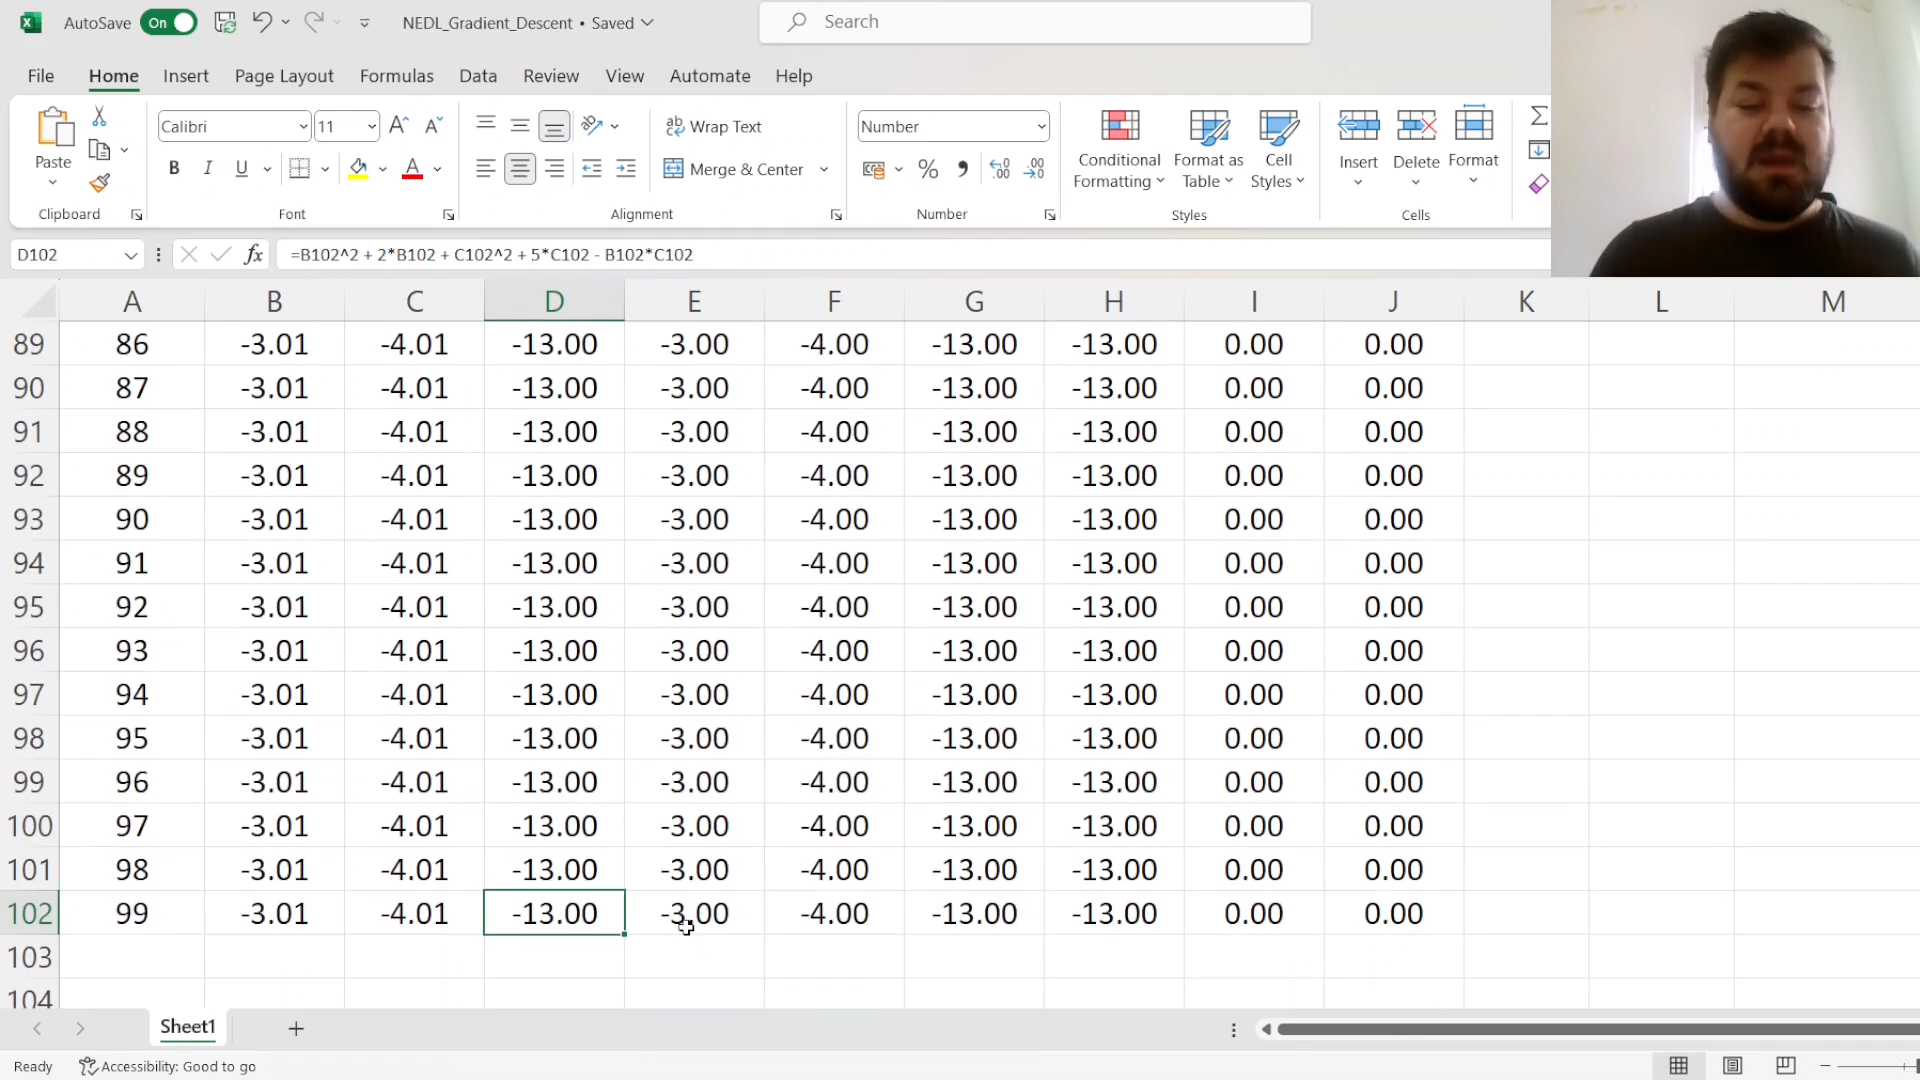 AutoSave On NEDL_Gradient_Descent • Saved Search
File Home Insert Page Layout Formulas Data Review View Automate Help
Calibri 11 Wrap Text Number
Paste Conditional Formatting Format as Table Cell Styles Insert Delete Format
B I U A Merge & Center % 9
Clipboard Font Alignment Number Styles Cells
D102 fx =B102^2 + 2*B102 + C102^2 + 5*C102 - B102*C102
A B C D E F G H I J K L M
89 86 -3.01 -4.01 -13.00 -3.00 -4.00 -13.00 -13.00 0.00 0.00
90 87 -3.01 -4.01 -13.00 -3.00 -4.00 -13.00 -13.00 0.00 0.00
91 88 -3.01 -4.01 -13.00 -3.00 -4.00 -13.00 -13.00 0.00 0.00
92 89 -3.01 -4.01 -13.00 -3.00 -4.00 -13.00 -13.00 0.00 0.00
93 90 -3.01 -4.01 -13.00 -3.00 -4.00 -13.00 -13.00 0.00 0.00
94 91 -3.01 -4.01 -13.00 -3.00 -4.00 -13.00 -13.00 0.00 0.00
95 92 -3.01 -4.01 -13.00 -3.00 -4.00 -13.00 -13.00 0.00 0.00
96 93 -3.01 -4.01 -13.00 -3.00 -4.00 -13.00 -13.00 0.00 0.00
97 94 -3.01 -4.01 -13.00 -3.00 -4.00 -13.00 -13.00 0.00 0.00
98 95 -3.01 -4.01 -13.00 -3.00 -4.00 -13.00 -13.00 0.00 0.00
99 96 -3.01 -4.01 -13.00 -3.00 -4.00 -13.00 -13.00 0.00 0.00
100 97 -3.01 -4.01 -13.00 -3.00 -4.00 -13.00 -13.00 0.00 0.00
101 98 -3.01 -4.01 -13.00 -3.00 -4.00 -13.00 -13.00 0.00 0.00
102 99 -3.01 -4.01 -13.00 -3.00 -4.00 -13.00 -13.00 0.00 0.00
103
104
Sheet1
Ready Accessibility: Good to go